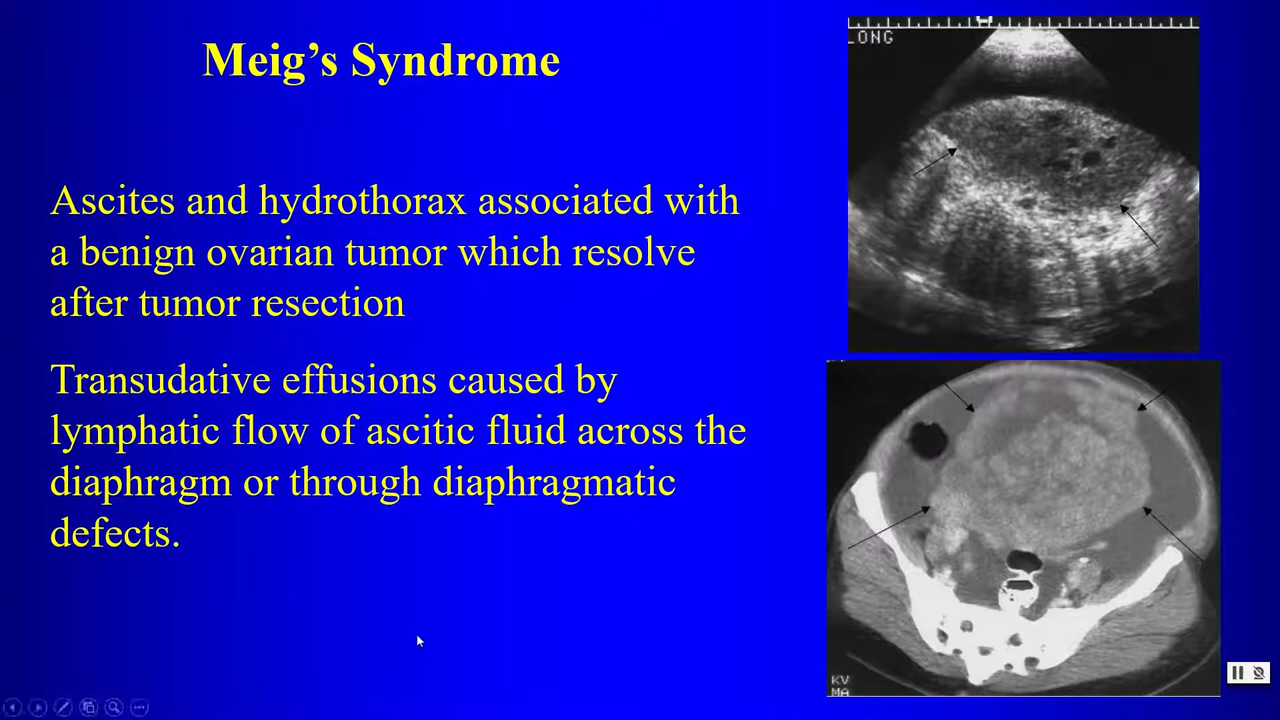 Meig's Syndrome
LONG
Ascites and hydrothorax associated with
a benign ovarian tumor which resolve
after tumor resection
Transudative effusions caused by
lymphatic flow of ascitic fluid across the
diaphragm or through diaphragmatic
defects.
KV
MA